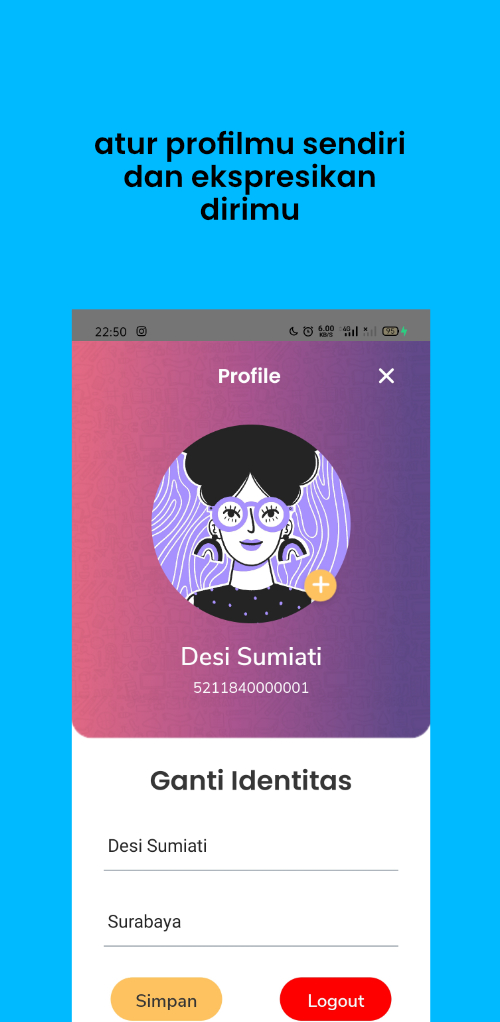 atur profilmu sendiri
dan ekspresikan
dirimu
22:50 6.00 KB/S 4G
Profile
Desi Sumiati
5211840000001
Ganti Identitas
Desi Sumiati
Surabaya
Simpan Logout